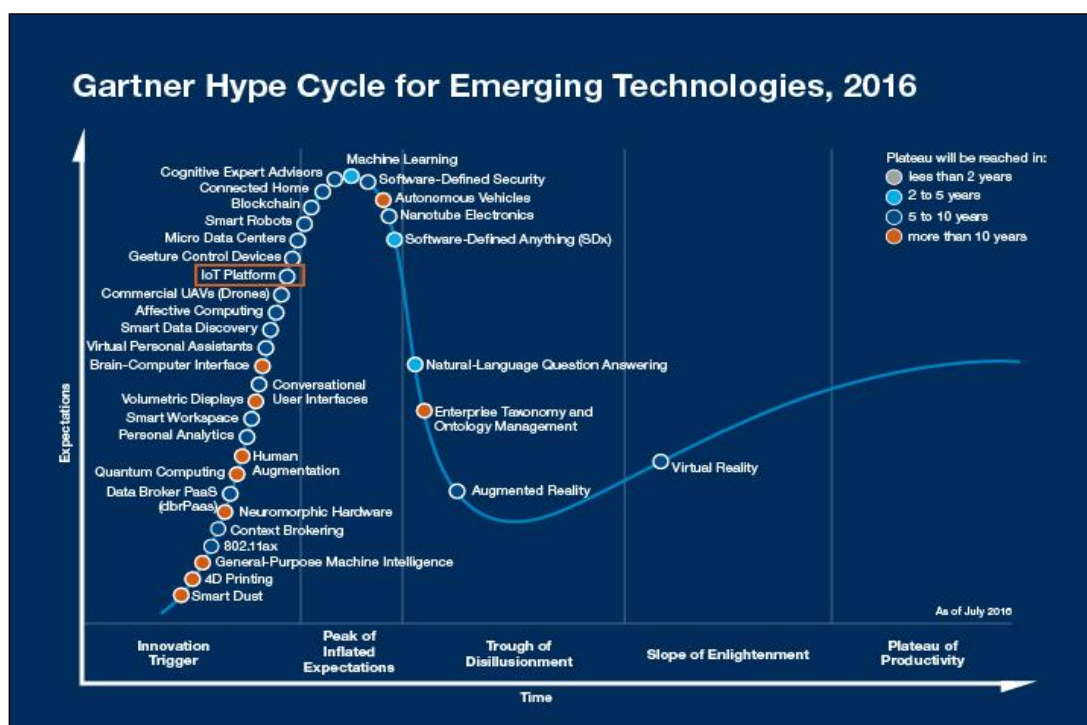 Gartner Hype Cycle for Emerging Technologies, 2016
Expectations
Plateau will be reached in:
less than 2 years
2 to 5 years
5 to 10 years
more than 10 years
Machine Learning
Cognitive Expert Advisors
Software-Defined Security
Connected Home
Autonomous Vehicles
Blockchain
Nanotube Electronics
Smart Robots
Micro Data Centers
Software-Defined Anything (SDx)
Gesture Control Devices
IoT Platform
Commercial UAVs (Drones)
Affective Computing
Smart Data Discovery
Virtual Personal Assistants
Brain-Computer Interface
Natural-Language Question Answering
Conversational
User Interfaces
Volumetric Displays
Smart Workspace
Enterprise Taxonomy and
Ontology Management
Personal Analytics
Human
Augmentation
Quantum Computing
Virtual Reality
Data Broker PaaS
(dbrPaas)
Augmented Reality
Neuromorphic Hardware
Context Brokering
802.11ax
General-Purpose Machine Intelligence
4D Printing
Smart Dust
As of July 2016
Innovation
Trigger
Peak of
Inflated
Expectations
Trough of
Disillusionment
Slope of Enlightenment
Plateau of
Productivity
Time